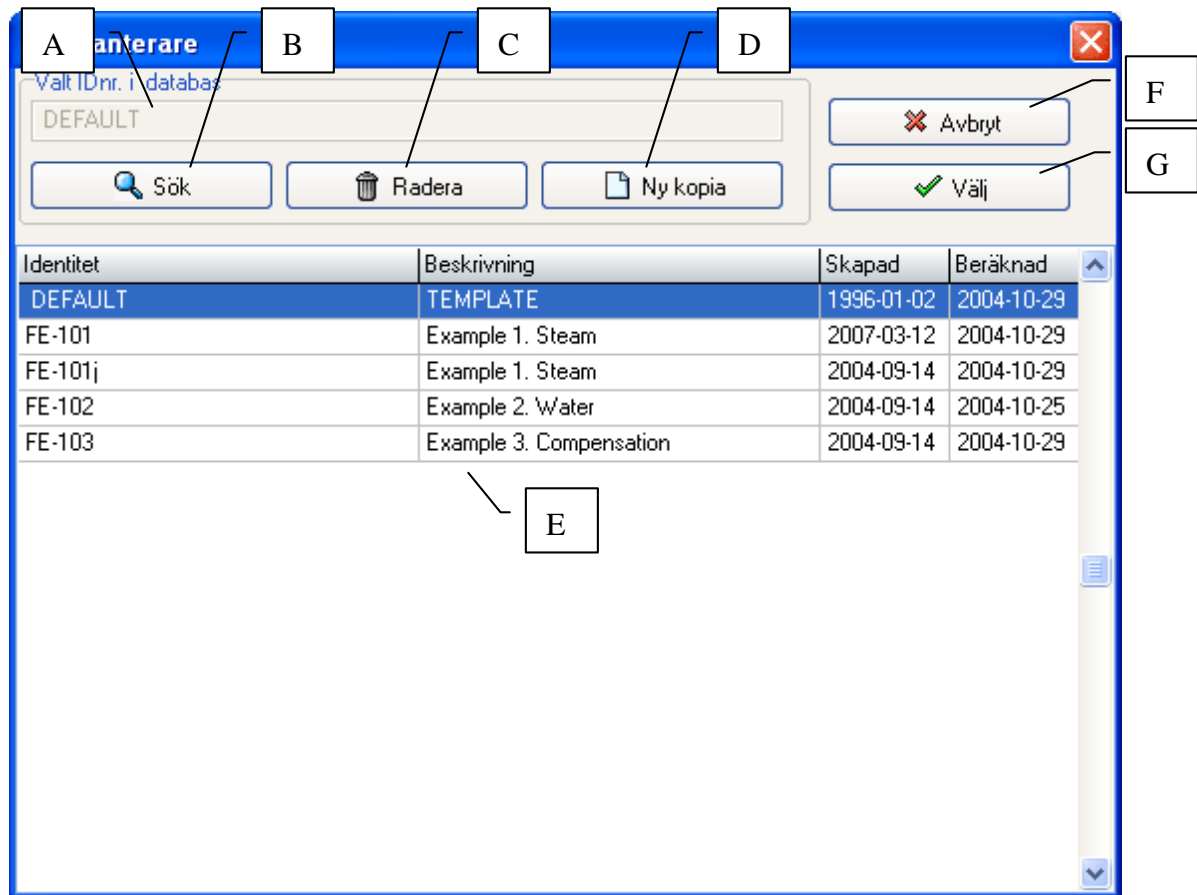 A
anterare
B
C
D
Valt IDnr. i databas
DEFAULT
F
Avbryt
Sök
Radera
Ny kopia
Välj
G
Identitet Beskrivning Skapad Beräknad
DEFAULT TEMPLATE 1996-01-02 2004-10-29
FE-101 Example 1. Steam 2007-03-12 2004-10-29
FE-101j Example 1. Steam 2004-09-14 2004-10-29
FE-102 Example 2. Water 2004-09-14 2004-10-25
FE-103 Example 3. Compensation 2004-09-14 2004-10-29
E